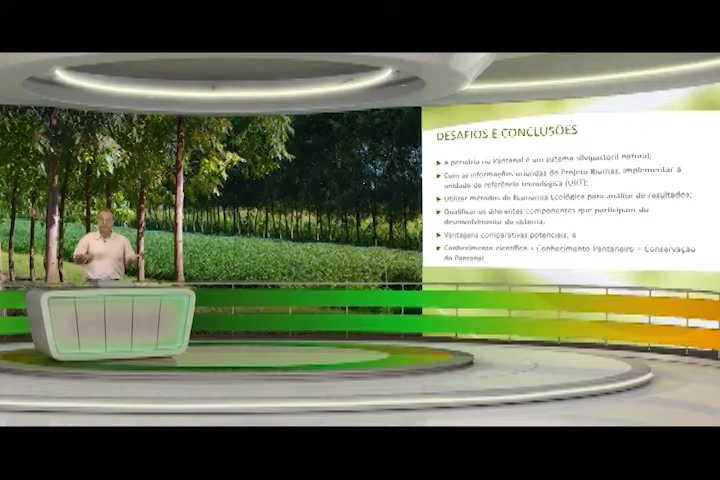 DESAFIOS E CONCLUSÕES
A pecuária no Pantanal é um sistema silvipastoril natural;
Com as informações oriundas do Projeto Biomas, implementar a
unidade de referência tecnológica (URT);
Utilizar métodos de Economia Ecológica para análise de resultados;
Qualificar os diferentes componentes que participam do
desenvolvimento do sistema.
Vantagens comparativas potenciais; e
Conhecimento científico + Conhecimento Pantaneiro = Conservação
do Pantanal